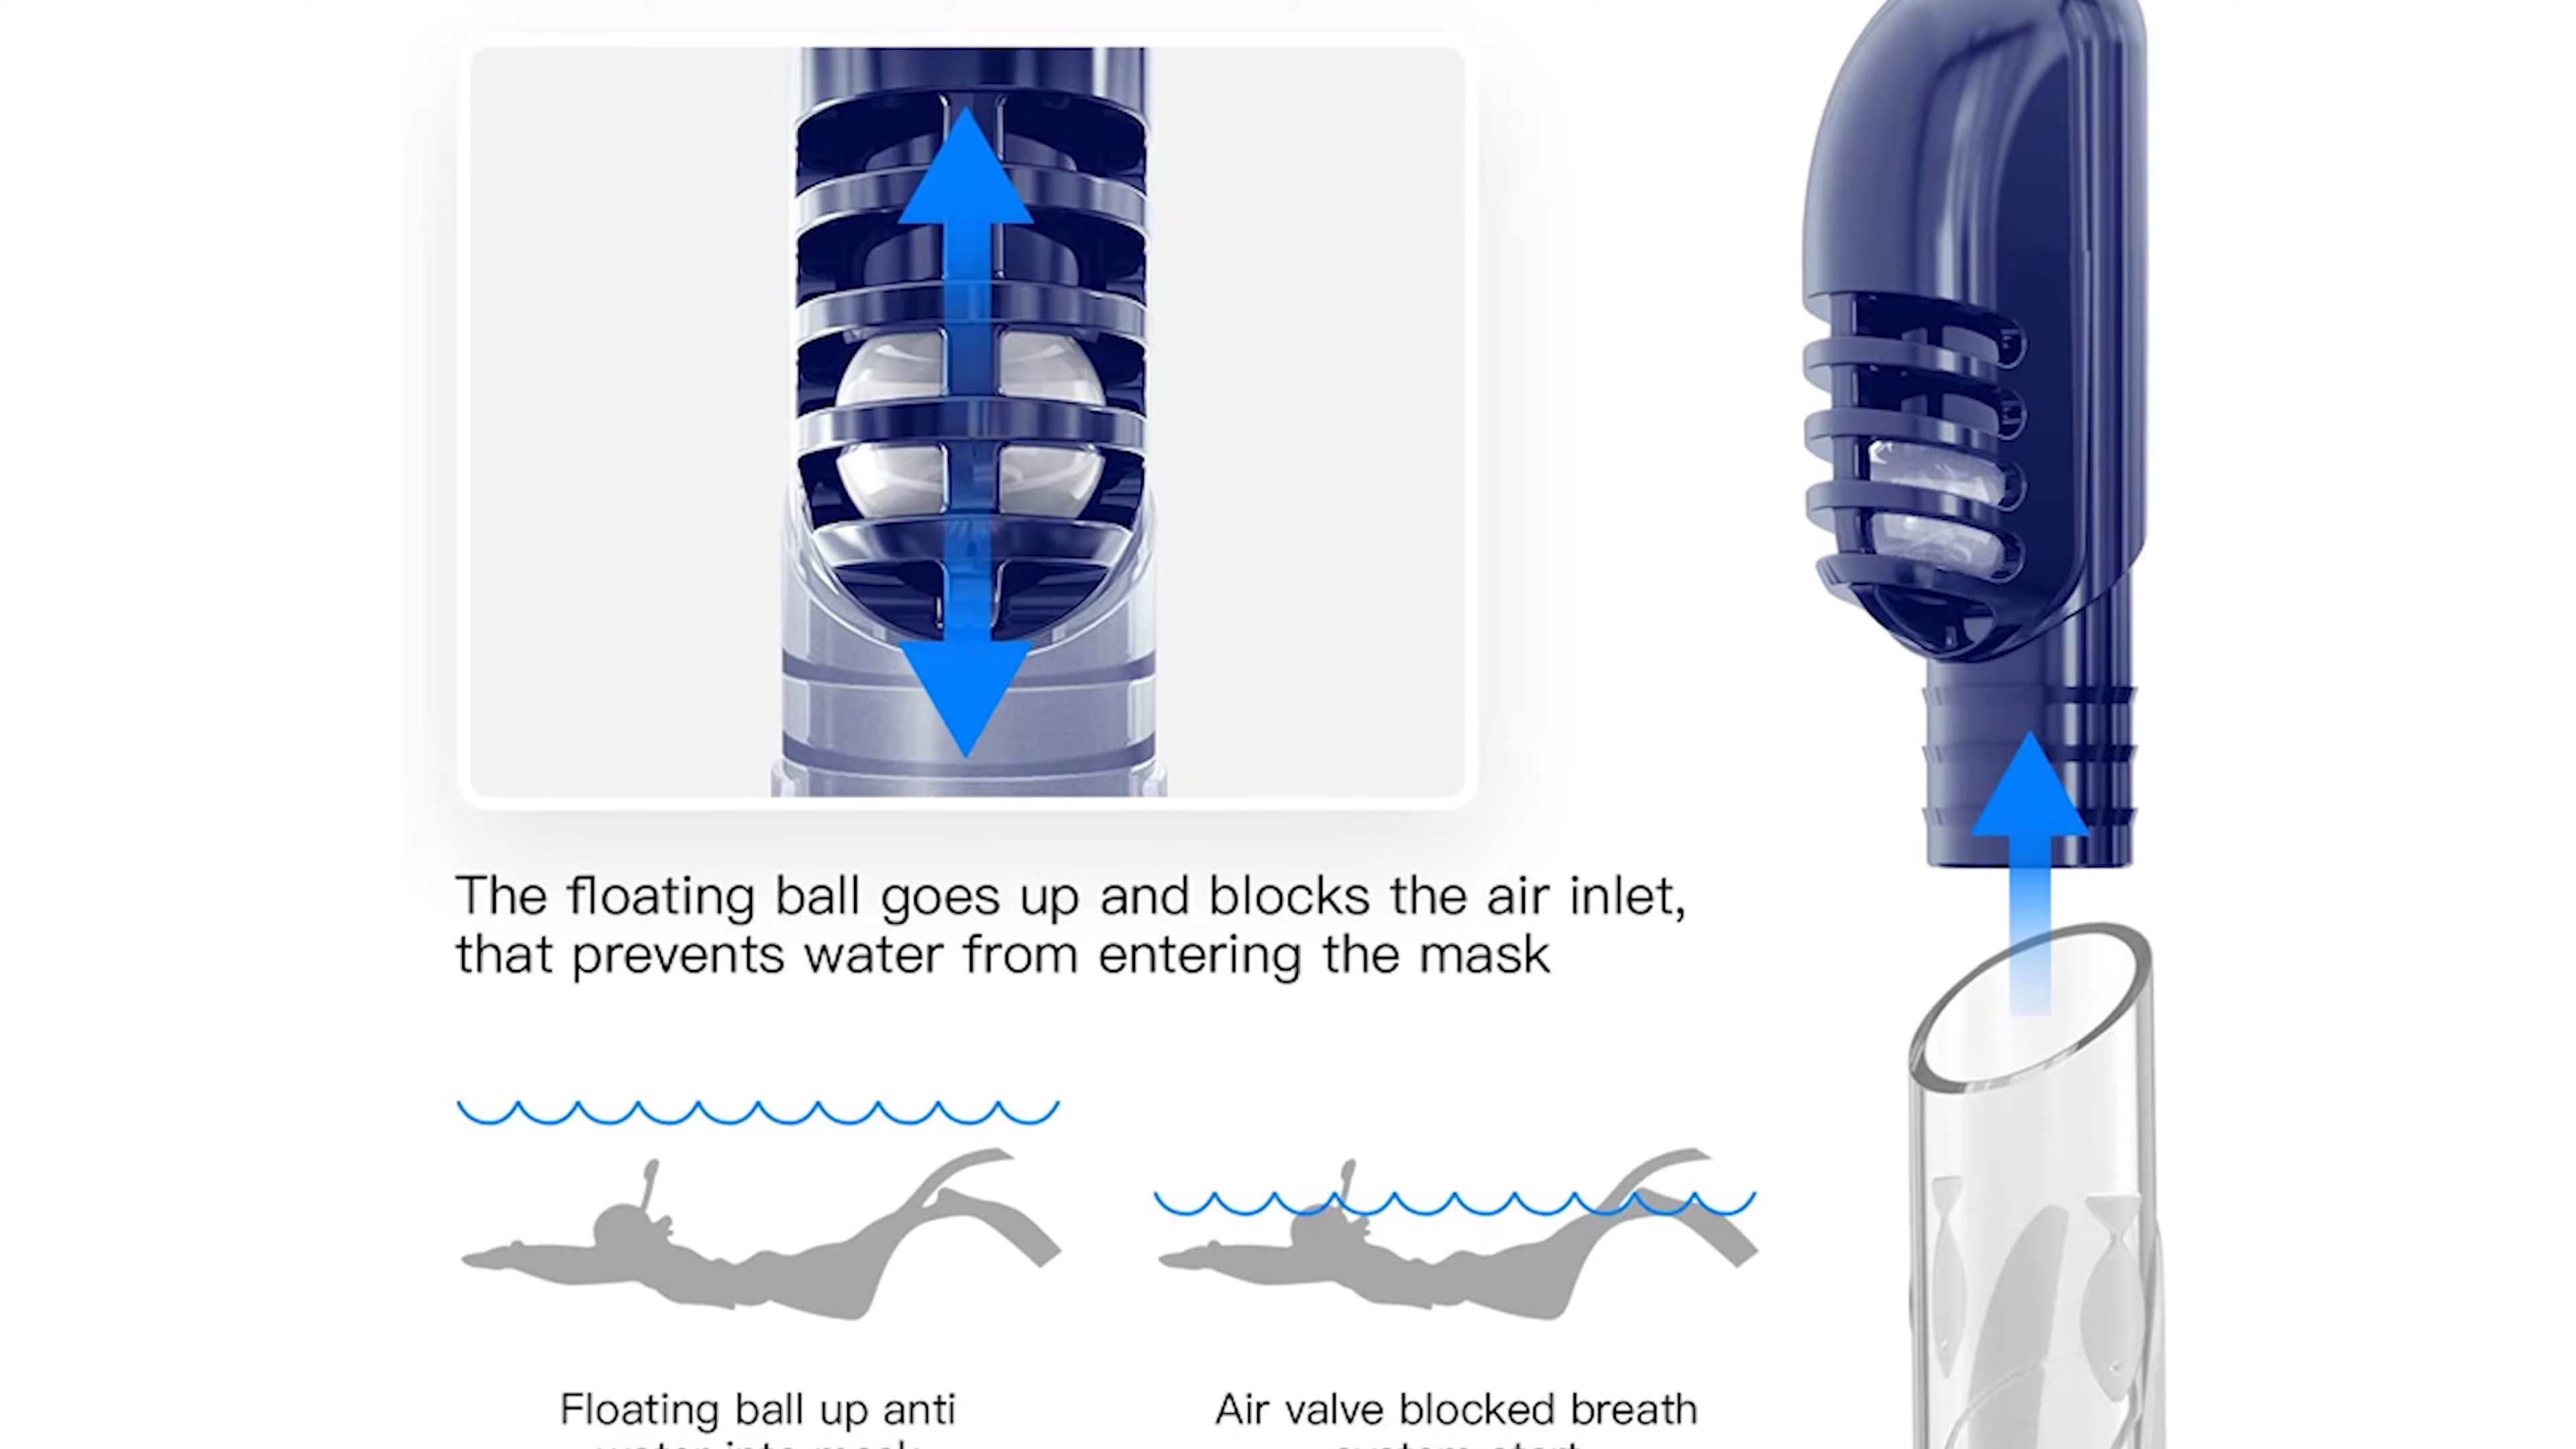 The floating ball goes up and blocks the air inlet,
that prevents water from entering the mask
Floating ball up anti
Air valve blocked breath